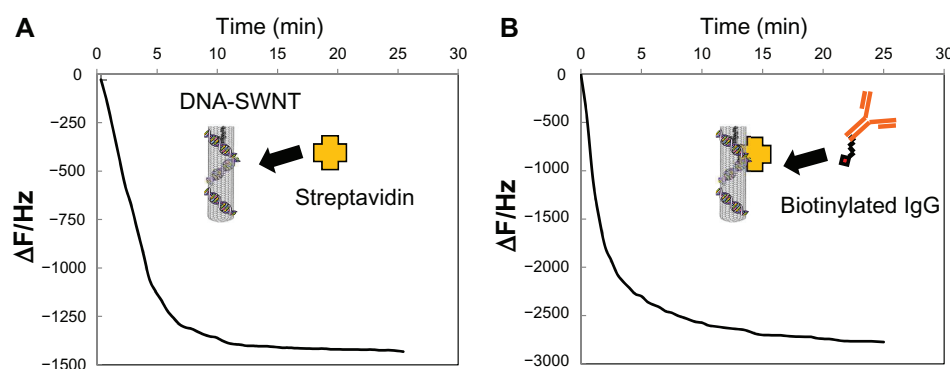 A
Time (min)
0 5 10 15 20 25 30
0
−250
−500
−750
−1000
−1250
−1500
ΔF/Hz
DNA-SWNT
Streptavidin
B
Time (min)
0 5 10 15 20 25 30
0
−500
−1000
−1500
−2000
−2500
−3000
ΔF/Hz
Biotinylated IgG